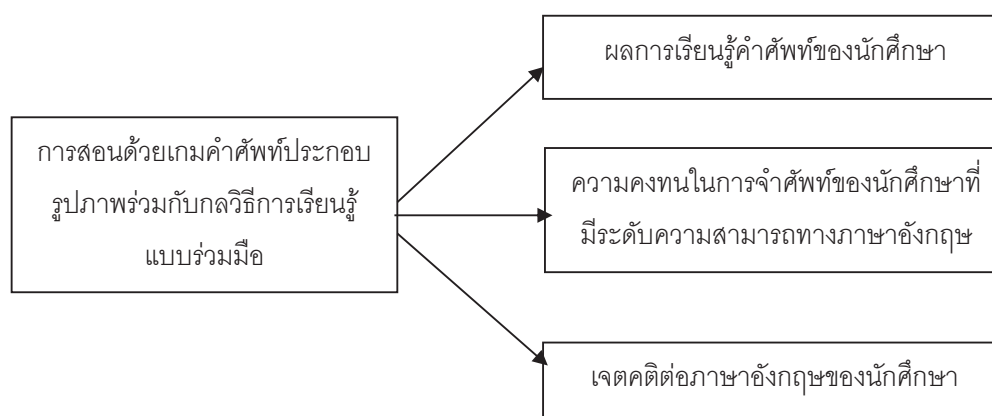 การสอนด้วยเกมคำศัพท์ประกอบ
รูปภาพร่วมกับกลวิธีการเรียนรู้
แบบร่วมมือ
ผลการเรียนรู้คำศัพท์ของนักศึกษา
ความคงทนในการจำศัพท์ของนักศึกษาที่
มีระดับความสามารถทางภาษาอังกฤษ
เจตคติต่อภาษาอังกฤษของนักศึกษา